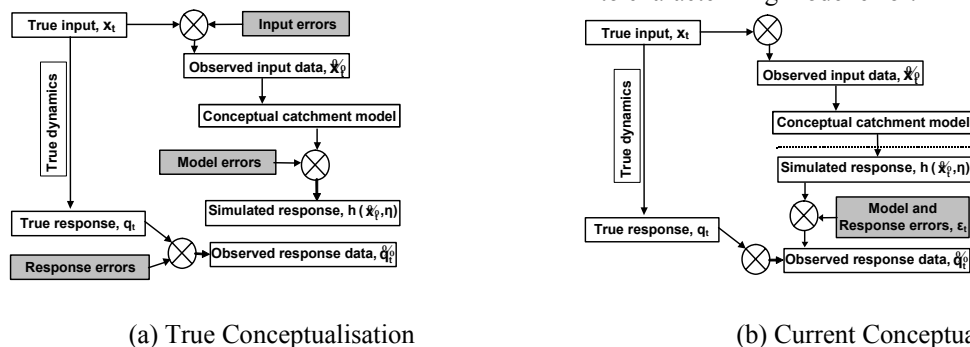 True input, xt
Input errors
Observed input data,
Conceptual catchment model
True dynamics
Model errors
Simulated response, h (
,η)
True response, qt
Response errors
Observed response data,
(a) True Conceptualisation
True input, xt
Observed input data,
Conceptual catchment model
True dynamics
Simulated response, h (
,η)
Model and
Response errors, εt
True response, qt
Observed response data,
(b) Current Conceptua